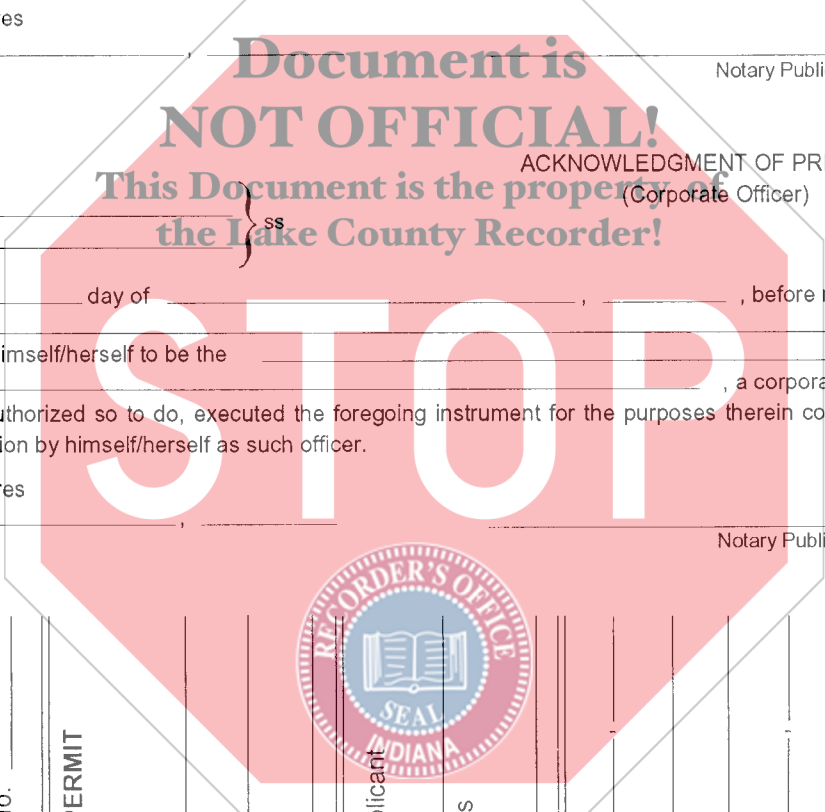 es
Document is
Notary Publi
NOT OFFICIAL!
ACKNOWLEDGMENT OF PR
This Document is the property of
(Corporate Officer)
ss
the Lake County Recorder!
day of , , before
imself/herself to be the
, a corpora
uthorized so to do, executed the foregoing instrument for the purposes therein co
ion by himself/herself as such officer.
STOP
es
,
Notary Publi
RECORDER'S OFFICE
SEAL
INDIANA
o.
ERMIT
licant
s